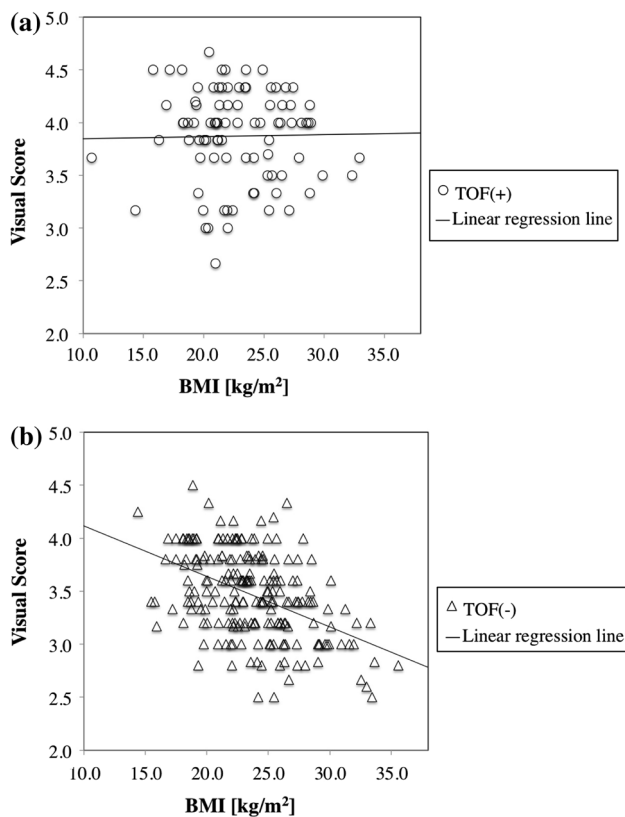 (a)
5.0
4.5
4.0
3.5
3.0
2.5
2.0
Visual Score
10.0 15.0 20.0 25.0 30.0 35.0
BMI [kg/m²]
TOF(+)
Linear regression line
(b)
5.0
4.5
4.0
3.5
3.0
2.5
2.0
Visual Score
10.0 15.0 20.0 25.0 30.0 35.0
BMI [kg/m²]
TOF(-)
Linear regression line